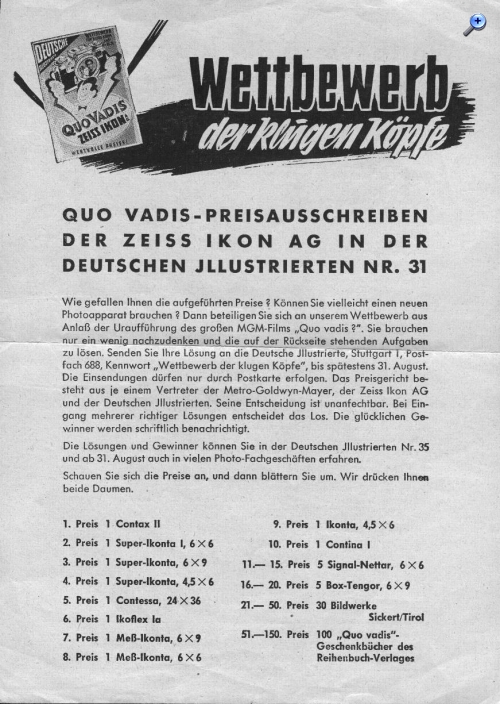 DEUTSCHE
QUO VADIS
ZEISS IKON?
WERTVOLLE PREISE!
Wettbewerb
der klugen Köpfe
QUO VADIS-PREISAUSSCHREIBEN
DER ZEISS IKON AG IN DER
DEUTSCHEN JLLUSTRIERTEN NR. 31
Wie gefallen Ihnen die aufgeführten Preise? Können Sie vielleicht einen neuen
Photoapparat brauchen? Dann beteiligen Sie sich an unserem Wettbewerb aus
Anlaß der Uraufführung des großen MGM-Films „Quo vadis?". Sie brauchen
nur ein wenig nachzudenken und die auf der Rückseite stehenden Aufgaben
zu lösen. Senden Sie Ihre Lösung an die Deutsche Jllustrierte, Stuttgart 1, Post-
fach 688, Kennwort „Wettbewerb der klugen Köpfe", bis spätestens 31. August.
Die Einsendungen dürfen nur durch Postkarte erfolgen. Das Preisgericht be-
steht aus je einem Vertreter der Metro-Goldwyn-Mayer, der Zeiss Ikon AG
und der Deutschen Jllustrierten. Seine Entscheidung ist unanfechtbar. Bei Ein-
gang mehrerer richtiger Lösungen entscheidet das Los. Die glücklichen Ge-
winner werden schriftlich benachrichtigt.
Die Lösungen und Gewinner können Sie in der Deutschen Jllustrierten Nr. 35
und ab 31. August auch in vielen Photo-Fachgeschäften erfahren.
Schauen Sie sich die Preise an, und dann blättern Sie um. Wir drücken Ihnen
beide Daumen.
1. Preis 1 Contax II
2. Preis 1 Super-Ikonta I, 6×6
3. Preis 1 Super-Ikonta, 6×9
4. Preis 1 Super-Ikonta, 4,5×6
5. Preis 1 Contessa, 24×36
6. Preis 1 Ikoflex Ia
7. Preis 1 Meß-Ikonta, 6×9
8. Preis 1 Meß-Ikonta, 6×6
9. Preis 1 Ikonta, 4,5×6
10. Preis 1 Contina I
11.— 15. Preis 5 Signal-Nettar, 6×6
16.— 20. Preis 5 Box-Tengor, 6×9
21.— 50. Preis 30 Bildwerke
Sickert/Tirol
51.—150. Preis 100 „Quo vadis"-
Geschenkbücher des
Reihenbuch-Verlages